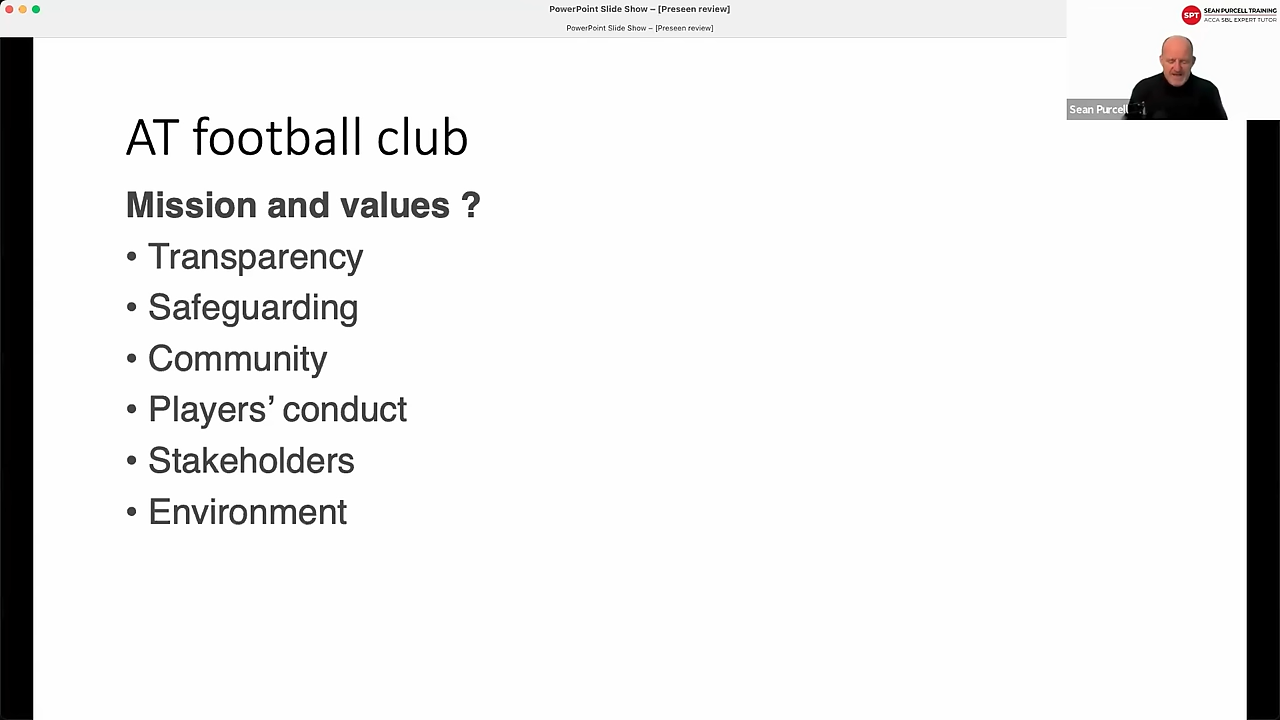 PowerPoint Slide Show – [Preseen review]
PowerPoint Slide Show – [Preseen review]
SPT
SEAN PURCELL TRAINING
ACCA SBL EXPERT TUTOR
Sean Purcell
AT football club
Mission and values ?
• Transparency
• Safeguarding
• Community
• Players’ conduct
• Stakeholders
• Environment